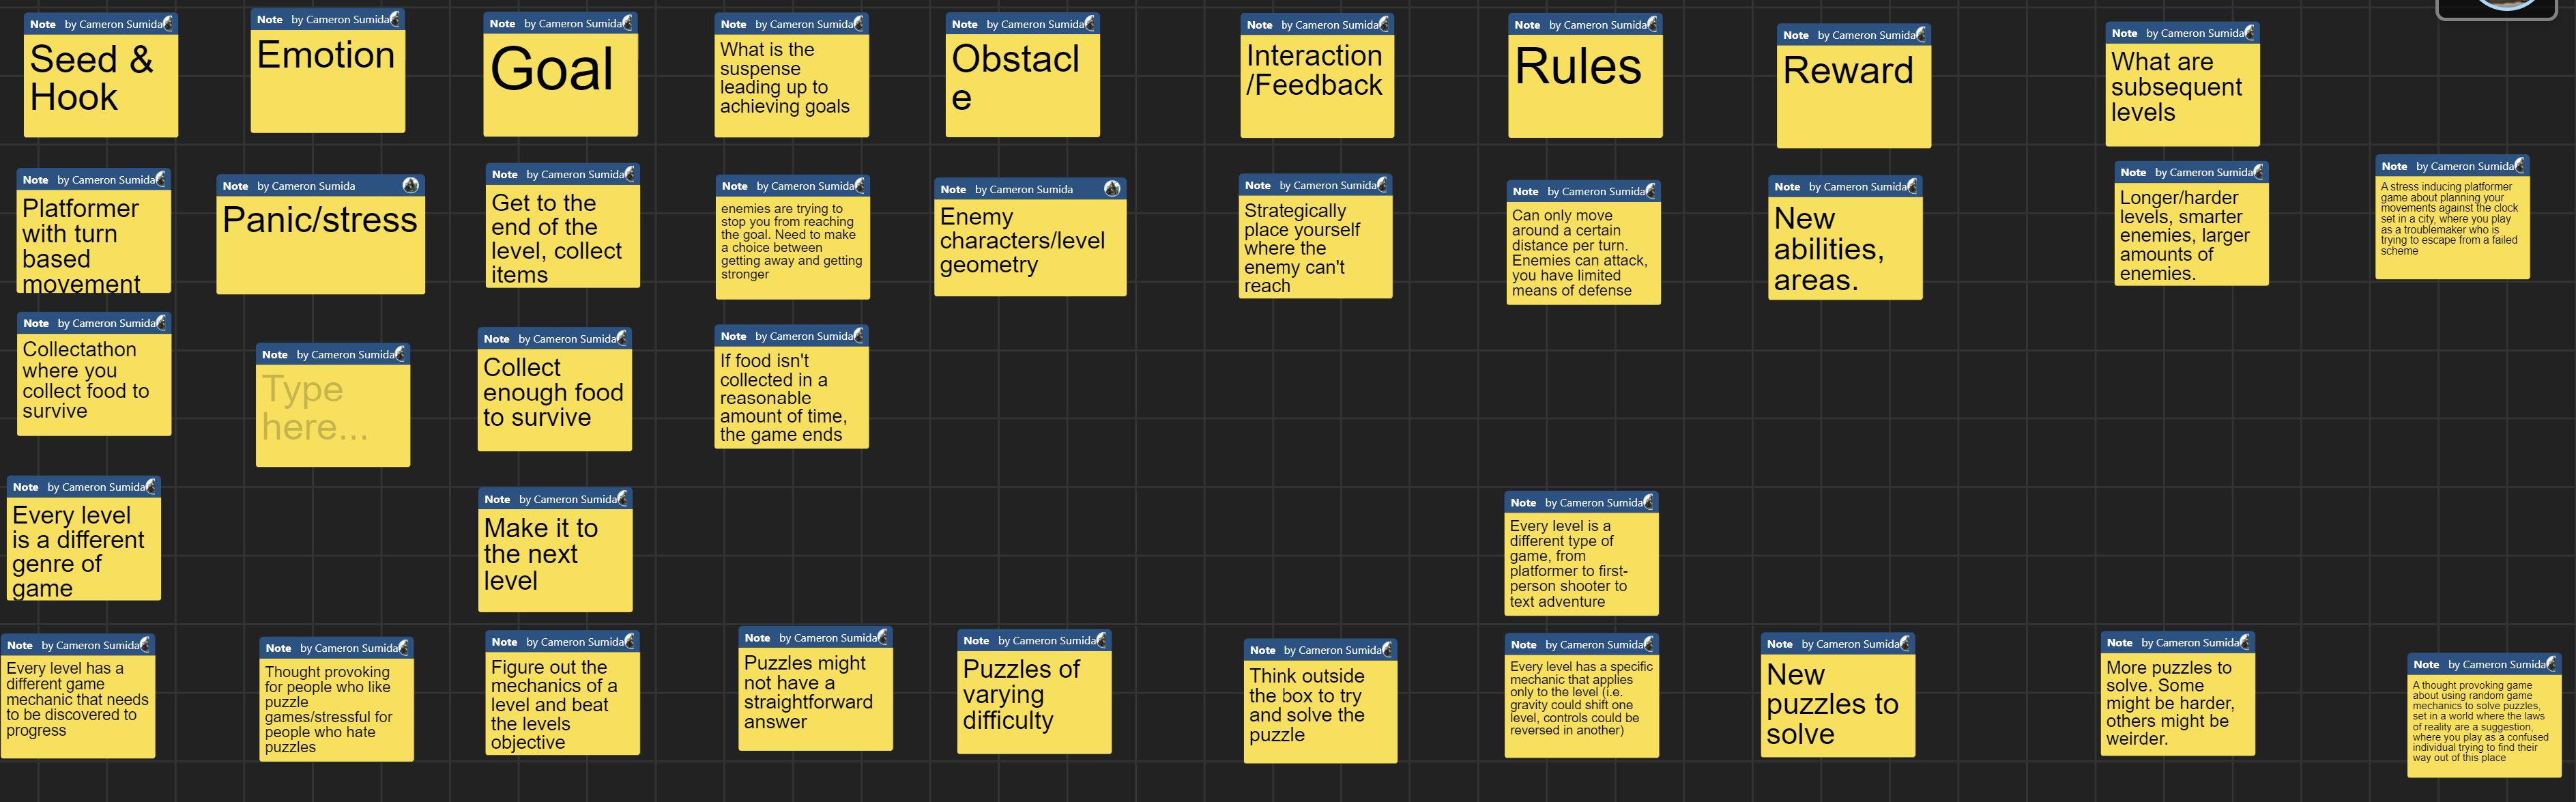 Note by Cameron Sumida
Seed &
Hook
Note by Cameron Sumida
Emotion
Note by Cameron Sumida
Goal
Note by Cameron Sumida
What is the
suspense
leading up to
achieving goals
Note by Cameron Sumida
Obstacl
e
Note by Cameron Sumida
Interaction
/Feedback
Note by Cameron Sumida
Rules
Note by Cameron Sumida
Reward
Note by Cameron Sumida
What are
subsequent
levels
Note by Cameron Sumida
Platformer
with turn
based
movement
Note by Cameron Sumida
Panic/stress
Note by Cameron Sumida
Get to the
end of the
level, collect
items
Note by Cameron Sumida
enemies are trying to
stop you from reaching
the goal. Need to make
a choice between
getting away and getting
stronger
Note by Cameron Sumida
Enemy
characters/level
geometry
Note by Cameron Sumida
Strategically
place yourself
where the
enemy can't
reach
Note by Cameron Sumida
Can only move
around a certain
distance per turn.
Enemies can attack,
you have limited
means of defense
Note by Cameron Sumida
New
abilities,
areas.
Note by Cameron Sumida
Longer/harder
levels, smarter
enemies, larger
amounts of
enemies.
Note by Cameron Sumida
A stress inducing platformer
game about planning your
movements against the clock
set in a city, where you play
as a troublemaker who is
trying to escape from a failed
scheme
Note by Cameron Sumida
Collectathon
where you
collect food to
survive
Note by Cameron Sumida
Type
here...
Note by Cameron Sumida
Collect
enough food
to survive
Note by Cameron Sumida
If food isn't
collected in a
reasonable
amount of time,
the game ends
Note by Cameron Sumida
Every level
is a different
genre of
game
Note by Cameron Sumida
Make it to
the next
level
Note by Cameron Sumida
Every level is a
different type of
game, from
platformer to first-
person shooter to
text adventure
Note by Cameron Sumida
Every level has a
different game
mechanic that needs
to be discovered to
progress
Note by Cameron Sumida
Thought provoking
for people who like
puzzle
games/stressful for
people who hate
puzzles
Note by Cameron Sumida
Figure out the
mechanics of a
level and beat
the levels
objective
Note by Cameron Sumida
Puzzles might
not have a
straightforward
answer
Note by Cameron Sumida
Puzzles of
varying
difficulty
Note by Cameron Sumida
Think outside
the box to try
and solve the
puzzle
Note by Cameron Sumida
Every level has a specific
mechanic that applies
only to the level (i.e.
gravity could shift one
level, controls could be
reversed in another)
Note by Cameron Sumida
New
puzzles to
solve
Note by Cameron Sumida
More puzzles to
solve. Some
might be harder,
others might be
weirder.
Note by Cameron Sumida
A thought provoking game
about using random game
mechanics to solve puzzles,
set in a world where the laws
of reality are a suggestion,
where you play as a confused
individual trying to find their
way out of this place